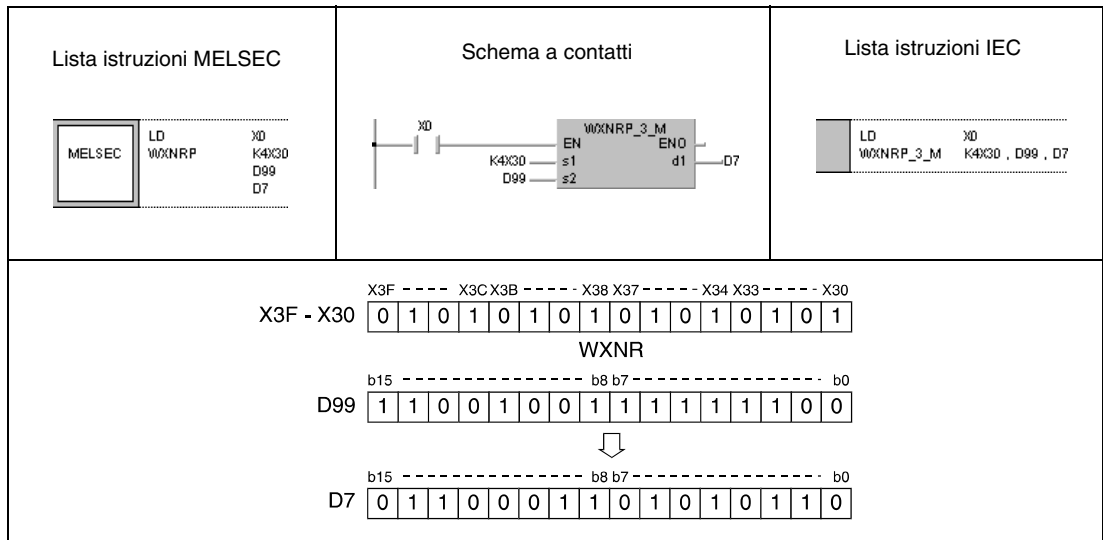 Lista istruzioni MELSEC
Schema a contatti
Lista istruzioni IEC
MELSEC
LD X0
WXNRP K4X30
D99
D7
X0
WXNRP_3_M
EN ENO
K4X30 s1 d1 D7
D99 s2
LD X0
WXNRP_3_M K4X30 , D99 , D7
X3F - - - - X3C X3B - - - - - X38 X37 - - - - - X34 X33 - - - - - X30
X3F - X30 0 1 0 1 0 1 0 1 0 1 0 1 0 1 0 1
WXNR
b15 - - - - - - - - - - - - - - - b8 b7 - - - - - - - - - - - - - - - b0
D99 1 1 0 0 1 0 0 1 1 1 1 1 1 1 0 0
b15 - - - - - - - - - - - - - - - b8 b7 - - - - - - - - - - - - - - - b0
D7 0 1 1 0 0 0 1 1 0 1 0 1 0 1 1 0